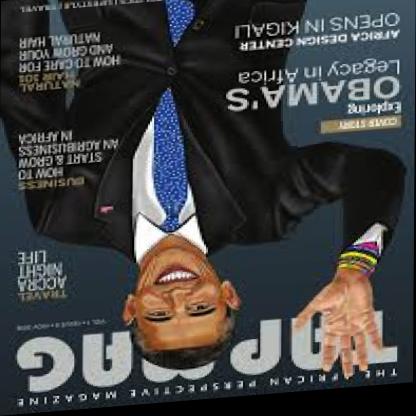 THE AFRICAN PERSPECTIVE MAGAZINE
TAP MAG
TRAVEL
ACCRA
NIGHT
LIFE
BUSINESS
HOW TO
START & GROW
AN AGRIBUSINESS
IN AFRICA
NATURAL
HAIR 101
HOW TO CARE FOR
AND GROW YOUR
NATURAL HAIR
COVER STORY
Exploring
OBAMA'S
Legacy in Africa
AFRICA DESIGN CENTER
OPENS IN KIGALI